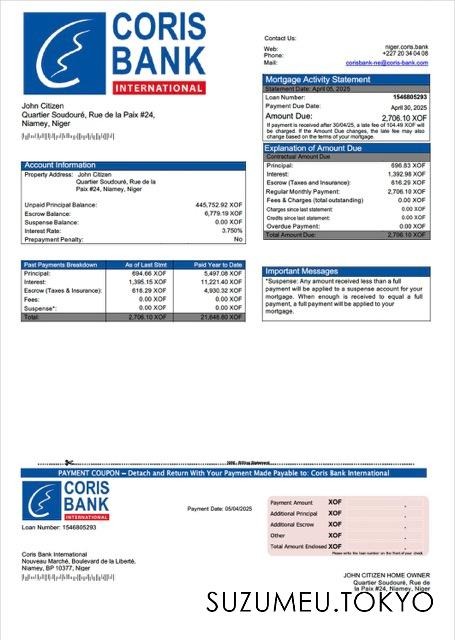 CORIS
BANK
INTERNATIONAL
Contact Us:
Web: niger.coris.bank
Phone: +227 20 34 04 08
Mail: corisbank-ne@coris-bank.com
John Citizen
Quartier Soudouré, Rue de la Paix #24,
Niamey, Niger
Mortgage Activity Statement
Statement Date: April 05, 2025
Loan Number: 1546805293
Payment Due Date: April 30, 2025
Amount Due: 2,706.10 XOF
If payment is received after 30/04/25, a late fee of 104.49 XOF will
be charged. If the Amount Due changes, the late fee may also
change based on the terms of your mortgage.
Explanation of Amount Due
Contractual Amount Due
Principal: 696.83 XOF
Interest: 1,392.98 XOF
Escrow (Taxes and Insurance): 616.29 XOF
Regular Monthly Payment: 2,706.10 XOF
Fees & Charges (total outstanding) 0.00 XOF
Charges since last statement: 0.00 XOF
Credits since last statement: 0.00 XOF
Overdue Payment: 0.00 XOF
Total Amount Due: 2,706.10 XOF
Account Information
Property Address: John Citizen
Quartier Soudouré, Rue de la
Paix #24, Niamey, Niger
Unpaid Principal Balance: 445,752.92 XOF
Escrow Balance: 6,779.19 XOF
Suspense Balance: 0.00 XOF
Interest Rate: 3.750%
Prepayment Penalty: No
Past Payments Breakdown As of Last Stmt Paid Year to Date
Principal: 694.66 XOF 5,497.08 XOF
Interest: 1,395.15 XOF 11,221.40 XOF
Escrow (Taxes & Insurance): 616.29 XOF 4,930.32 XOF
Fees: 0.00 XOF 0.00 XOF
Suspense*: 0.00 XOF 0.00 XOF
Total: 2,706.10 XOF 21,648.80 XOF
Important Messages
*Suspense: Any amount received less than a full
payment will be applied to a suspense account for your
mortgage. When enough is received to equal a full
payment, a full payment will be applied to your
mortgage.
Billing Statement
PAYMENT COUPON – Detach and Return With Your Payment Made Payable to: Coris Bank International
CORIS
BANK
INTERNATIONAL
Loan Number: 1546805293
Payment Date: 05/04/2025
Payment Amount XOF
Additional Principal XOF
Additional Escrow XOF
Other XOF
Total Amount Enclosed XOF
Please write the loan number on the front of your check.
Coris Bank International
Nouveau Marché, Boulevard de la Liberté,
Niamey, BP 10377, Niger
JOHN CITIZEN HOME OWNER
Quartier Soudouré, Rue de
la Paix #24, Niamey, Niger
SUZUMEU.TOKYO